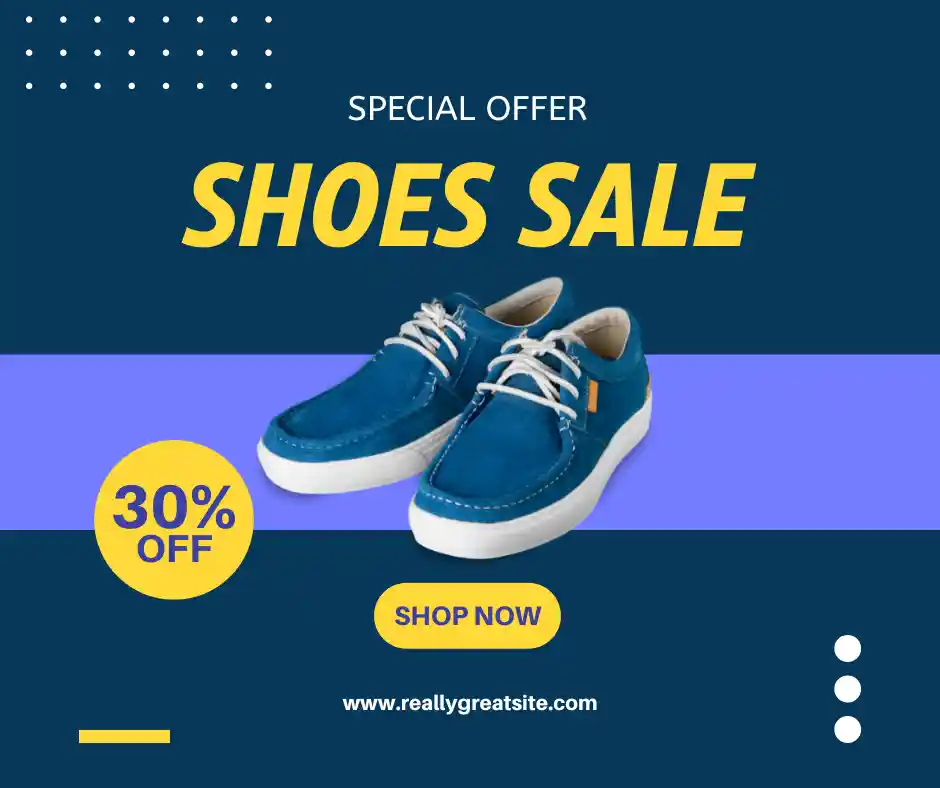 SPECIAL OFFER
SHOES SALE
30%
OFF
SHOP NOW
www.reallygreatsite.com